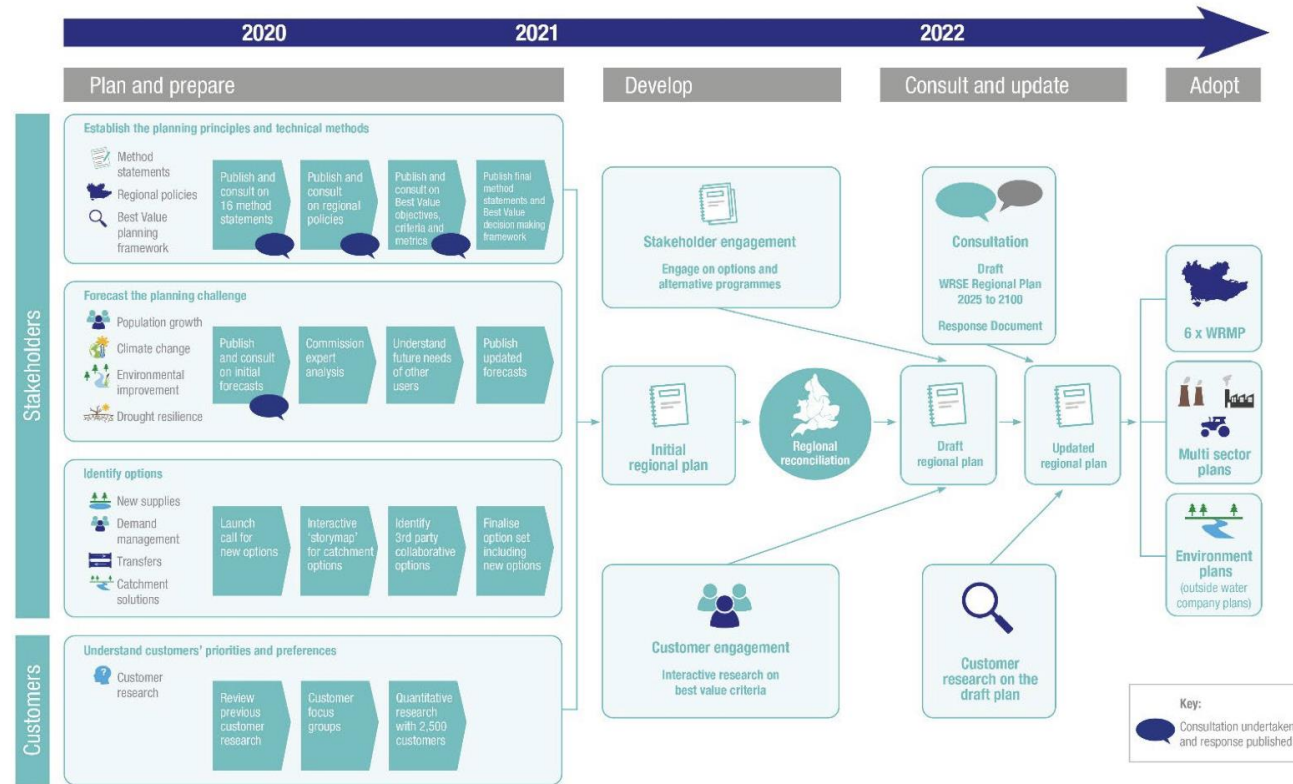 2020
2021
2022
Plan and prepare
Develop
Consult and update
Adopt
Stakeholders
Establish the planning principles and technical methods
Method
statements
Regional policies
Best Value
planning
framework
Publish and
consult on
16 method
statements
Publish and
consult
on regional
policies
Publish and
consult on
Best Value
objectives,
criteria and
metrics
Publish final
method
statements and
Best Value
decision making
framework
Forecast the planning challenge
Population growth
Climate change
Environmental
improvement
Drought resilience
Publish
and consult
on initial
forecasts
Commission
expert
analysis
Understand
future needs
of other
users
Publish
updated
forecasts
Identify options
New supplies
Demand
management
Transfers
Catchment
solutions
Launch
call for
new options
Interactive
‘storymap’
for catchment
options
Identify
3rd party
collaborative
options
Finalise
option set
including
new options
Customers
Understand customers’ priorities and preferences
Customer
research
Review
previous
customer
research
Customer
focus
groups
Quantitative
research
with 2,500
customers
Stakeholder engagement
Engage on options and
alternative programmes
Initial
regional plan
Regional
reconciliation
Customer engagement
Interactive research on
best value criteria
Consultation
Draft
WRSE Regional Plan
2025 to 2100
Response Document
Draft
regional plan
Updated
regional plan
Customer
research on the
draft plan
6 x WRMP
Multi sector
plans
Environment
plans
(outside water
company plans)
Key:
Consultation undertaken
and response published